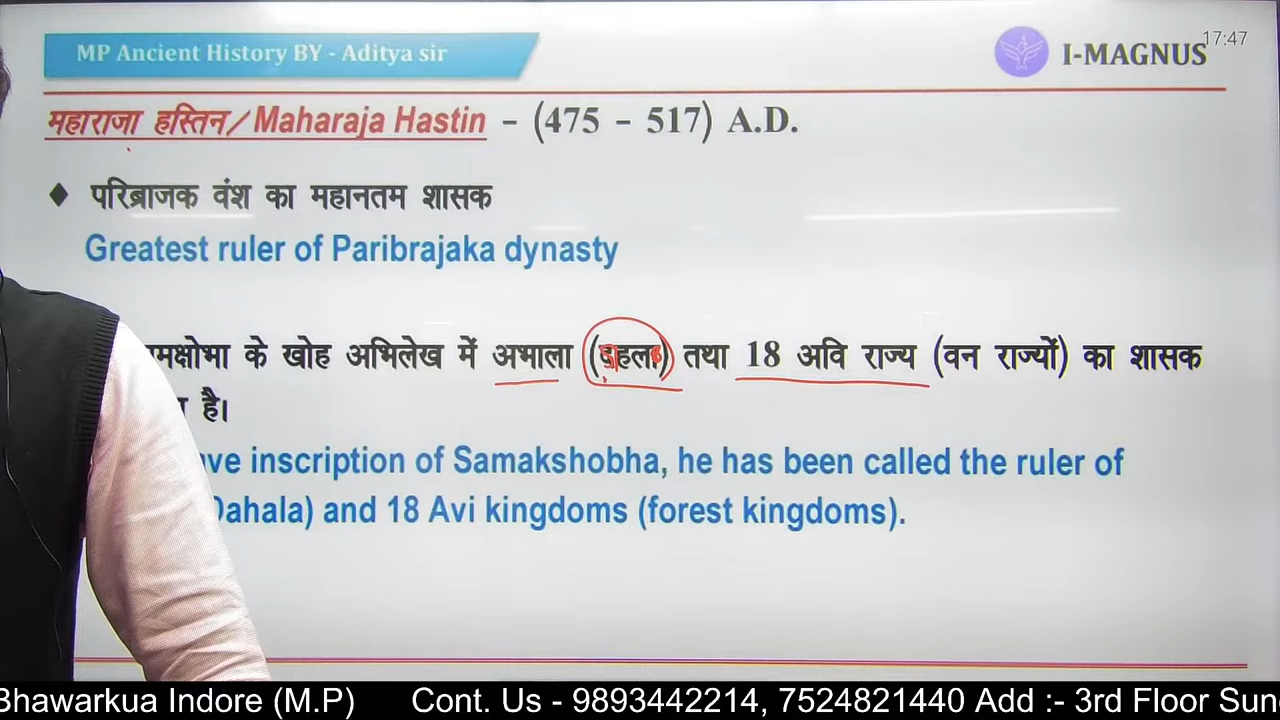 MP Ancient History BY - Aditya sir
I-MAGNUS
17:47
महाराजा हस्तिन/Maharaja Hastin - (475 - 517) A.D.
♦ परिब्राजक वंश का महानतम शासक
Greatest ruler of Paribrajaka dynasty
मक्षोभा के खोह अभिलेख में अभाला (डाहल) तथा 18 अवि राज्य (वन राज्यों) का शासक
है।
ave inscription of Samakshobha, he has been called the ruler of
Dahala) and 18 Avi kingdoms (forest kingdoms).
Bhawarkua Indore (M.P) Cont. Us - 9893442214, 7524821440 Add :- 3rd Floor Sun